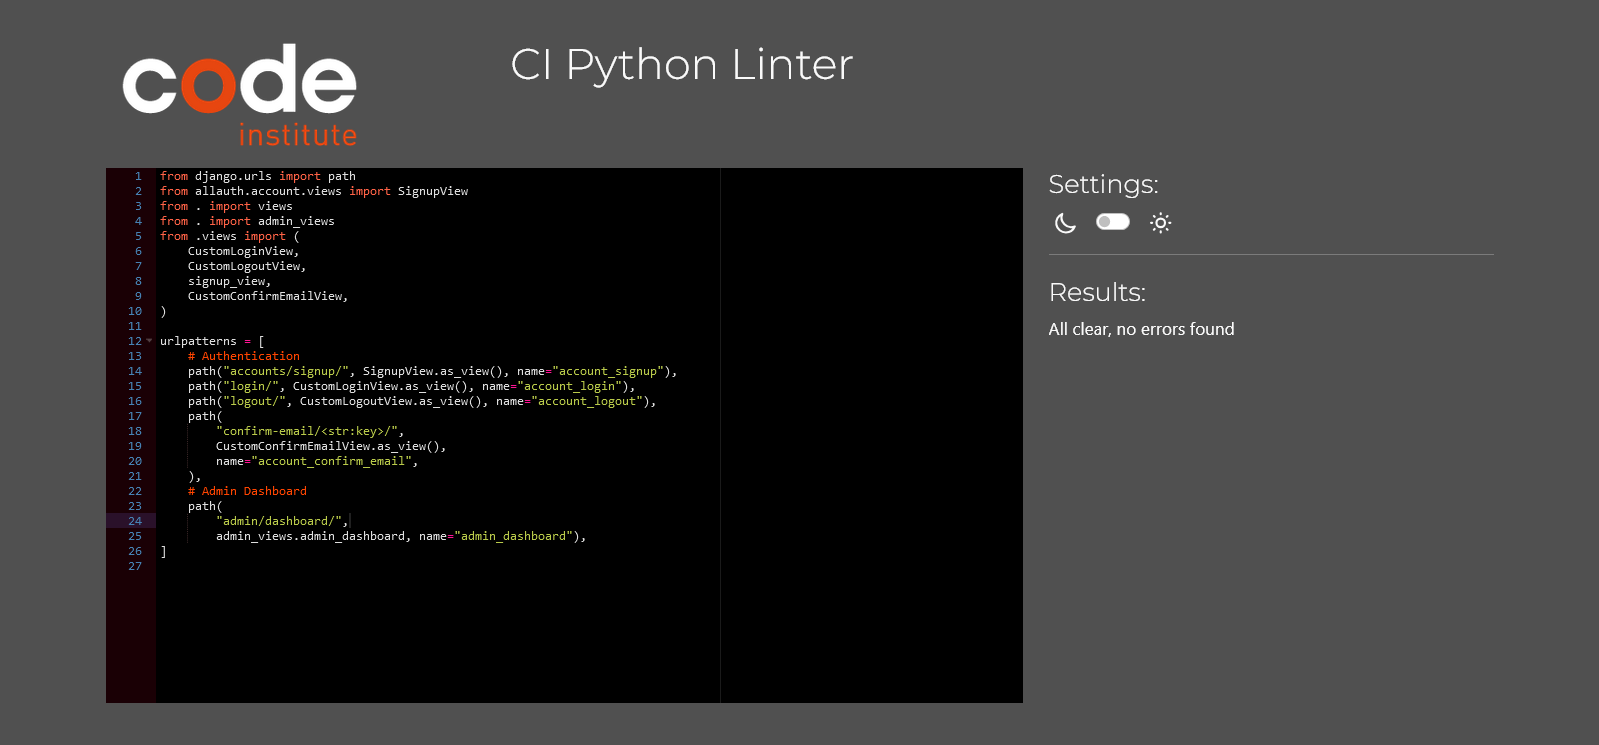 code
institute
CI Python Linter
1 from django.urls import path
2 from allauth.account.views import SignupView
3 from . import views
4 from . import admin_views
5 from .views import (
6     CustomLoginView,
7     CustomLogoutView,
8     signup_view,
9     CustomConfirmEmailView,
10 )
11
12 urlpatterns = [
13     # Authentication
14     path("accounts/signup/", SignupView.as_view(), name="account_signup"),
15     path("login/", CustomLoginView.as_view(), name="account_login"),
16     path("logout/", CustomLogoutView.as_view(), name="account_logout"),
17     path(
18         "confirm-email/<str:key>/",
19         CustomConfirmEmailView.as_view(),
20         name="account_confirm_email",
21     ),
22     # Admin Dashboard
23     path(
24         "admin/dashboard/",
25         admin_views.admin_dashboard, name="admin_dashboard"),
26 ]
27
Settings:
Results:
All clear, no errors found